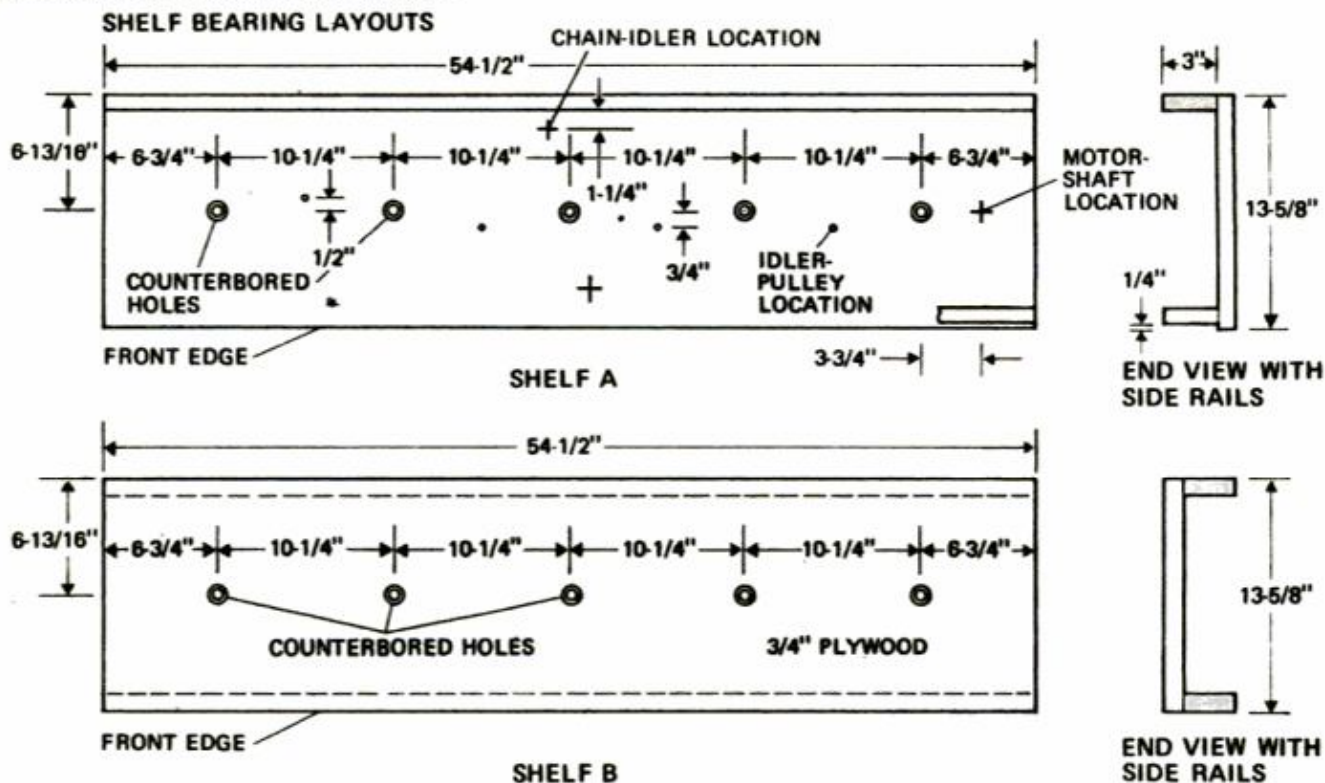 SHELF BEARING LAYOUTS
CHAIN-IDLER LOCATION
54-1/2"
3"
6-13/16"
6-3/4"
10-1/4"
10-1/4"
10-1/4"
10-1/4"
6-3/4"
MOTOR-
SHAFT
LOCATION
1-1/4"
13-5/8"
1/2"
3/4"
COUNTERBORED
HOLES
IDLER-
PULLEY
LOCATION
1/4"
FRONT EDGE
3-3/4"
SHELF A
END VIEW WITH
SIDE RAILS
54-1/2"
6-13/16"
6-3/4"
10-1/4"
10-1/4"
10-1/4"
10-1/4"
6-3/4"
13-5/8"
COUNTERBORED HOLES
3/4" PLYWOOD
FRONT EDGE
SHELF B
END VIEW WITH
SIDE RAILS